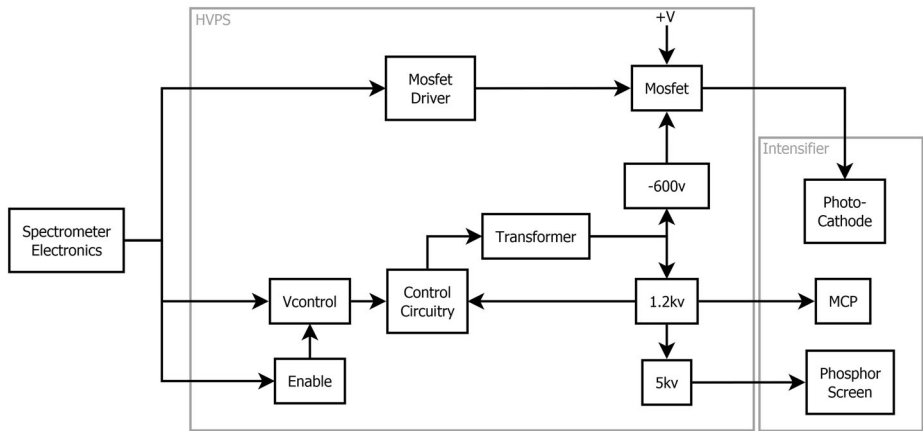 HVPS
+V
Mosfet
Driver
Mosfet
Intensifier
-600v
Photo-
Cathode
Spectrometer
Electronics
Transformer
Vcontrol
Control
Circuitry
1.2kv
MCP
Enable
5kv
Phosphor
Screen